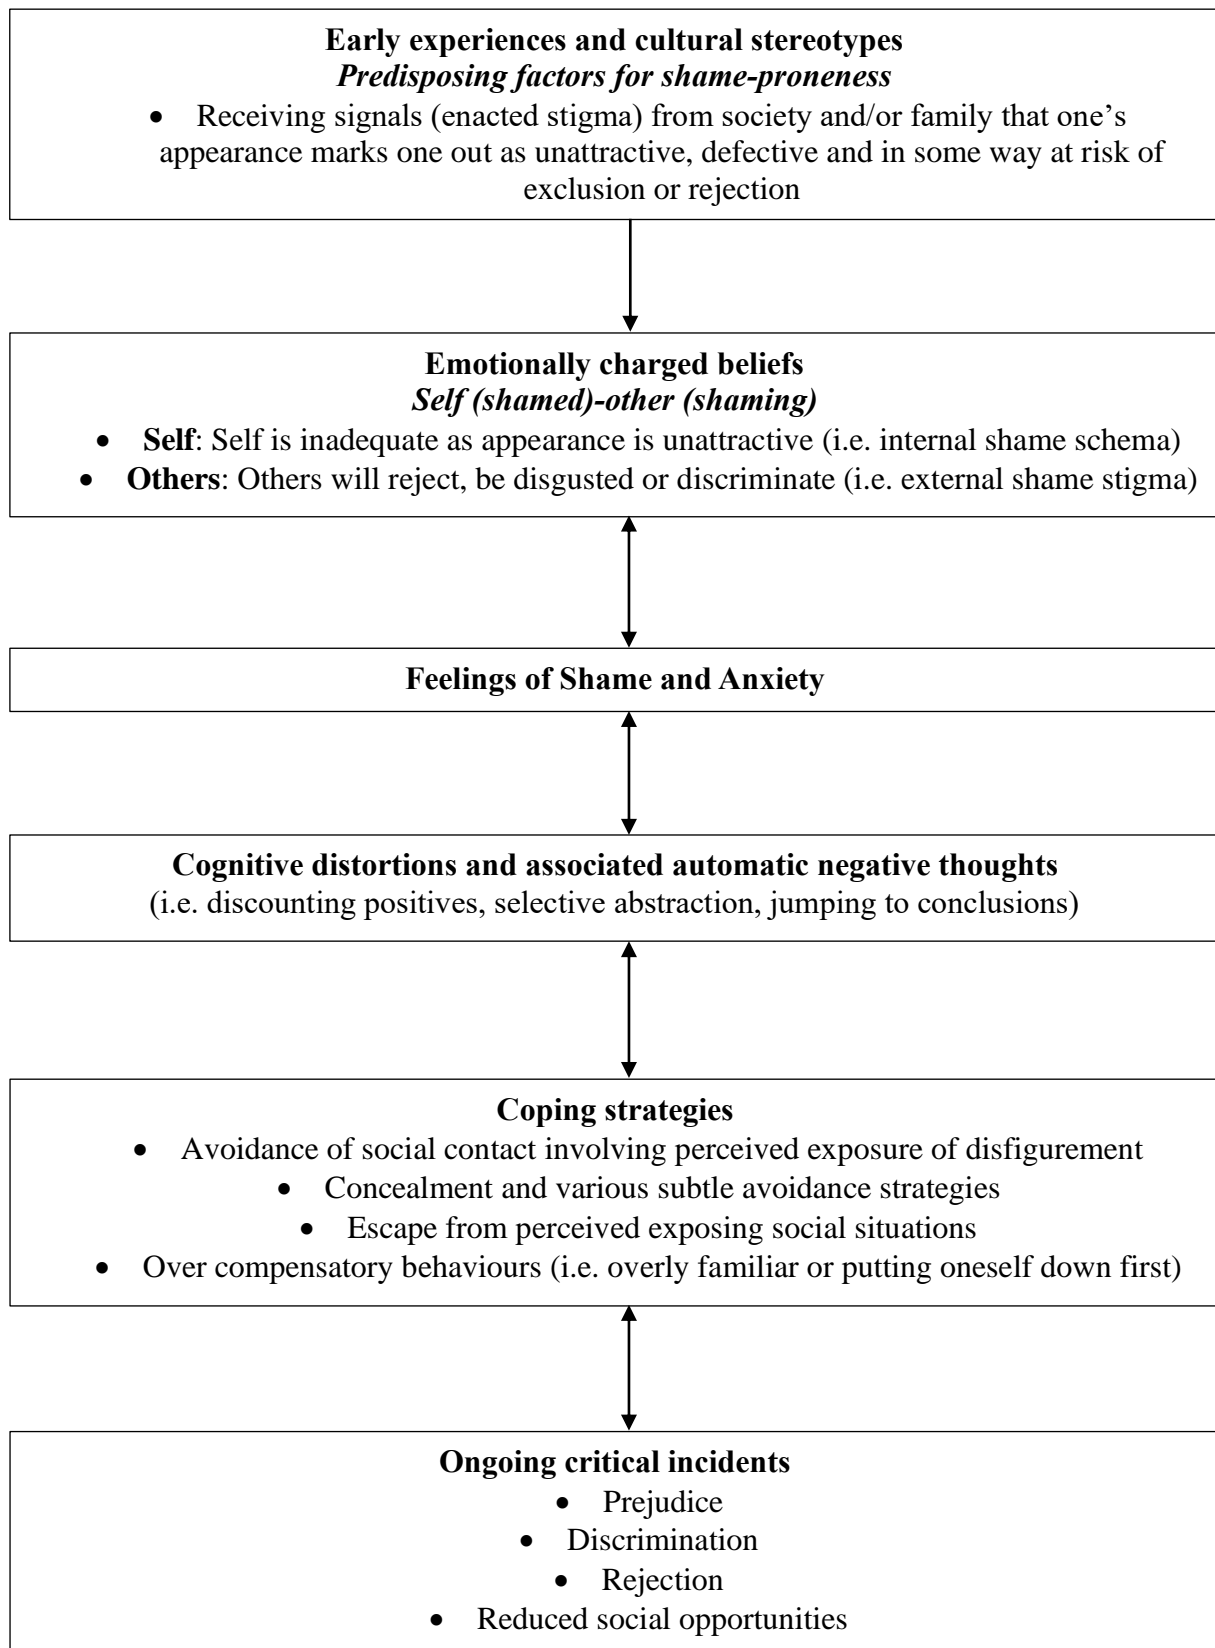 Early experiences and cultural stereotypes
Predisposing factors for shame-proneness
• Receiving signals (enacted stigma) from society and/or family that one’s
appearance marks one out as unattractive, defective and in some way at risk of
exclusion or rejection
Emotionally charged beliefs
Self (shamed)-other (shaming)
• Self: Self is inadequate as appearance is unattractive (i.e. internal shame schema)
• Others: Others will reject, be disgusted or discriminate (i.e. external shame stigma)
Feelings of Shame and Anxiety
Cognitive distortions and associated automatic negative thoughts
(i.e. discounting positives, selective abstraction, jumping to conclusions)
Coping strategies
• Avoidance of social contact involving perceived exposure of disfigurement
• Concealment and various subtle avoidance strategies
• Escape from perceived exposing social situations
• Over compensatory behaviours (i.e. overly familiar or putting oneself down first)
Ongoing critical incidents
• Prejudice
• Discrimination
• Rejection
• Reduced social opportunities